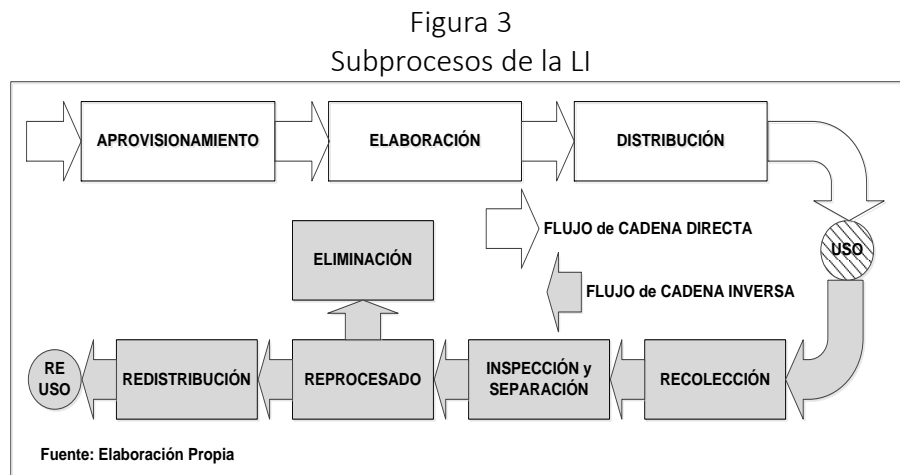 Figura 3
Subprocesos de la LI
APROVISIONAMIENTO
ELABORACIÓN
DISTRIBUCIÓN
FLUJO de CADENA DIRECTA
USO
ELIMINACIÓN
FLUJO de CADENA INVERSA
RE
USO
REDISTRIBUCIÓN
REPROCESADO
INSPECCIÓN y
SEPARACIÓN
RECOLECCIÓN
Fuente: Elaboración Propia